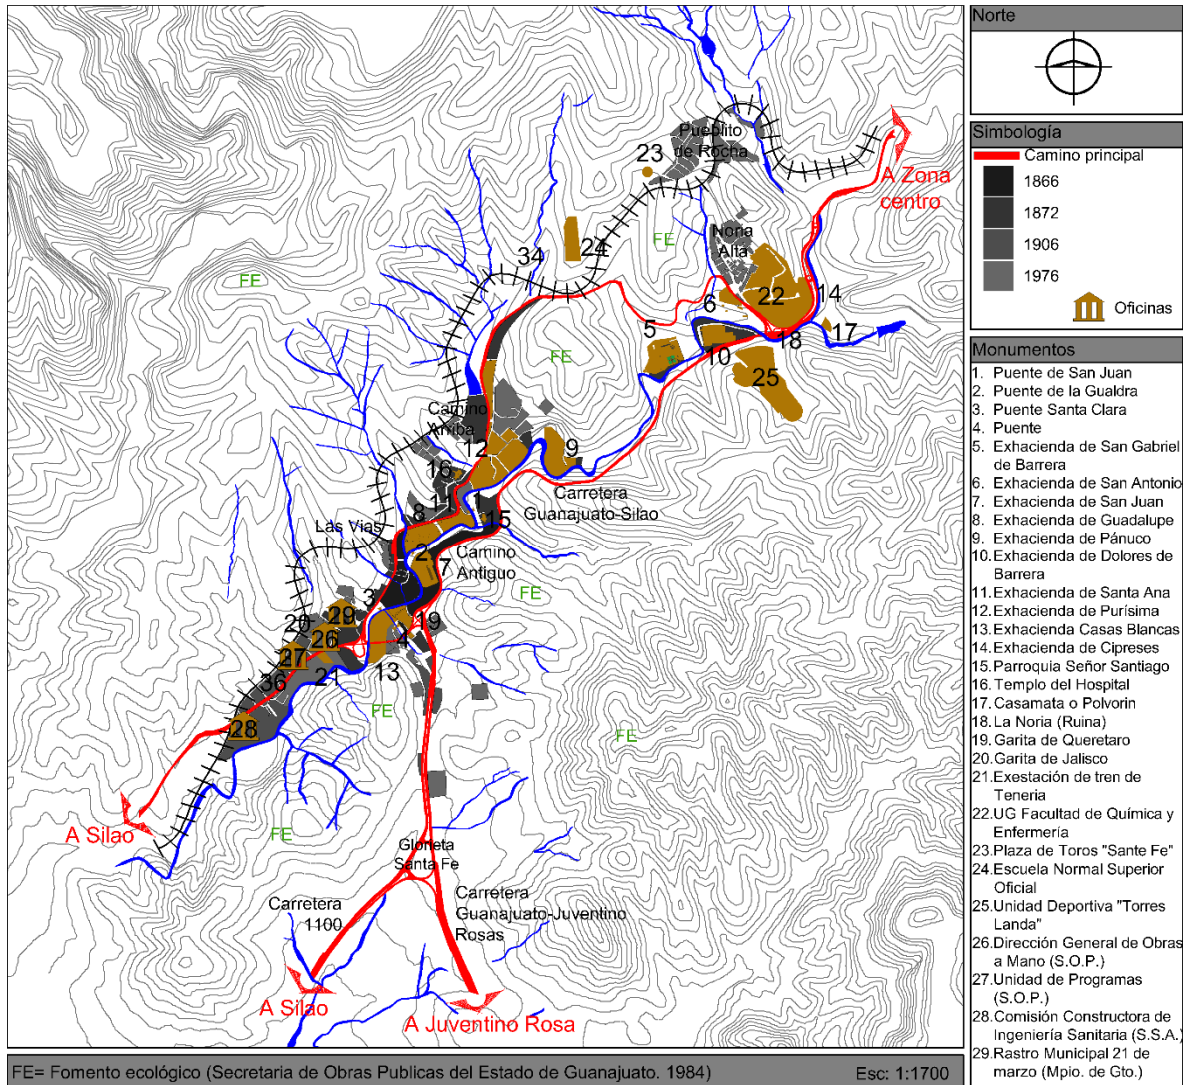 Norte
Simbología
Camino principal
1866
1872
1906
1976
Oficinas
Monumentos
1. Puente de San Juan
2. Puente de la Gualdra
3. Puente Santa Clara
4. Puente
5. Exhacienda de San Gabriel
de Barrera
6. Exhacienda de San Antonio
7. Exhacienda de San Juan
8. Exhacienda de Guadalupe
9. Exhacienda de Pánuco
10. Exhacienda de Dolores de
Barrera
11. Exhacienda de Santa Ana
12. Exhacienda de Purísima
13. Exhacienda Casas Blancas
14. Exhacienda de Cipreses
15. Parroquia Señor Santiago
16. Templo del Hospital
17. Casamata o Polvorin
18. La Noria (Ruina)
19. Garita de Queretaro
20. Garita de Jalisco
21. Exestación de tren de
Teneria
22. UG Facultad de Química y
Enfermería
23. Plaza de Toros "Sante Fe"
24. Escuela Normal Superior
Oficial
25. Unidad Deportiva "Torres
Landa"
26. Dirección General de Obras
a Mano (S.O.P.)
27. Unidad de Programas
(S.O.P.)
28. Comisión Constructora de
Ingeniería Sanitaria (S.S.A.)
29. Rastro Municipal 21 de
marzo (Mpio. de Gto.)
Pueblito
de Rocha
23
A Zona
centro
Noria
Alta
FE
24
34
FE
6
22
14
5
18
17
10
25
FE
Camino
Arriba
12
9
16
11
1
Carretera
Guanajuato-Silao
8
15
Las Vias
2
7
Camino
Antiguo
3
FE
20
29
19
26
4
27
13
36
21
28
FE
FE
A Silao
FE
Gloneta
Santa Fe
Carretera
1100
Carretera
Guanajuato-Juventino
Rosas
A Silao
A Juventino Rosa
FE= Fomento ecológico (Secretaria de Obras Publicas del Estado de Guanajuato. 1984)
Esc: 1:1700